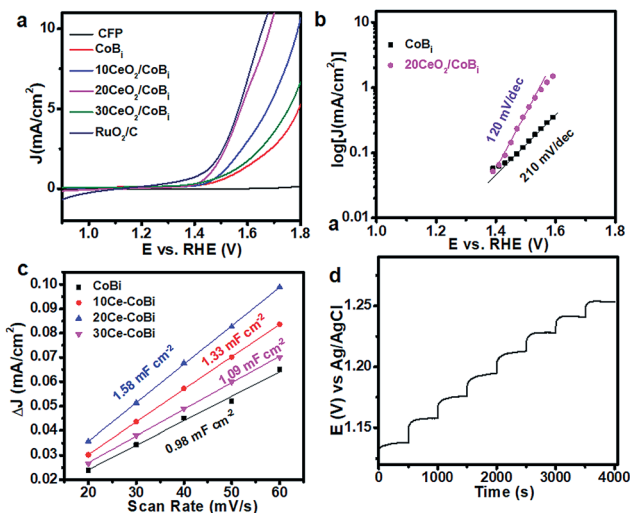 a
J(mA/cm²)
10
5
0
CFP
CoBi
10CeO₂/CoBi
20CeO₂/CoBi
30CeO₂/CoBi
RuO₂/C
1.0 1.2 1.4 1.6 1.8
E vs. RHE (V)
b
log[J(mA/cm²)]
100
10
1
0.1
0.01
CoBi
20CeO₂/CoBi
120 mV/dec
210 mV/dec
1.0 1.2 1.4 1.6 1.8
a
E vs. RHE (V)
c
ΔJ (mA/cm²)
0.10
0.09
0.08
0.07
0.06
0.05
0.04
0.03
0.02
CoBi
10Ce-CoBi
20Ce-CoBi
30Ce-CoBi
1.58 mF cm⁻²
1.33 mF cm⁻²
1.09 mF cm⁻²
0.98 mF cm⁻²
20 30 40 50 60
Scan Rate (mV/s)
d
E (V) vs Ag/AgCl
1.25
1.20
1.15
0 1000 2000 3000 4000
Time (s)